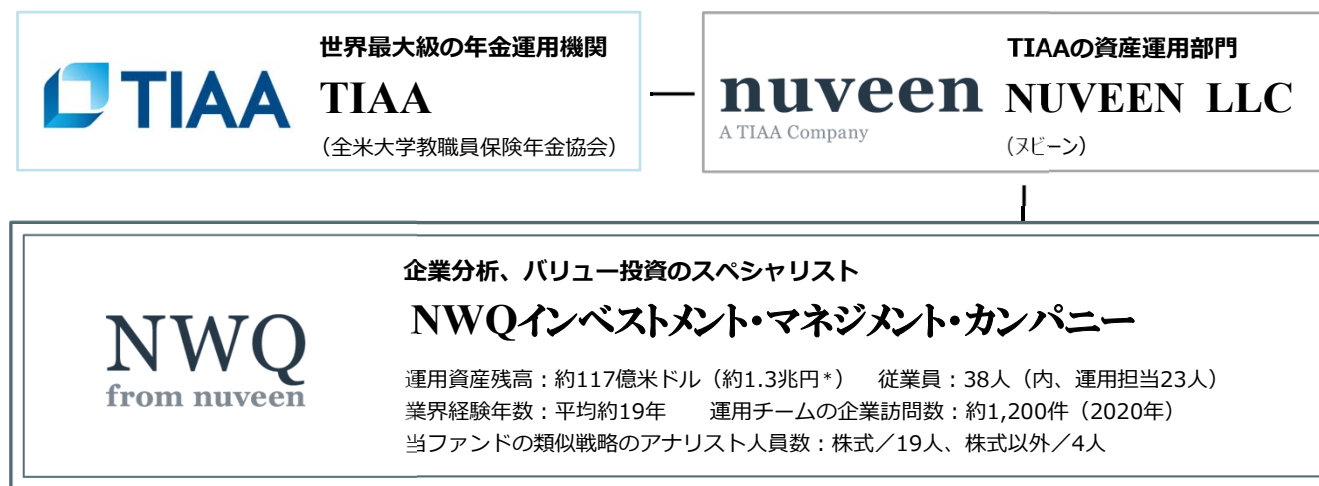 TIAA
世界最大級の年金運用機関
TIAA
（全米大学教職員保険年金協会）
nuveen
A TIAA Company
TIAAの資産運用部門
NUVEEN LLC
（ヌビーン）
NWQ
from nuveen
企業分析、バリュー投資のスペシャリスト
NWQインベストメント・マネジメント・カンパニー
運用資産残高：約117億米ドル（約1.3兆円*） 従業員：38人（内、運用担当23人）
業界経験年数：平均約19年 運用チームの企業訪問数：約1,200件（2020年）
当ファンドの類似戦略のアナリスト人員数：株式／19人、株式以外／4人